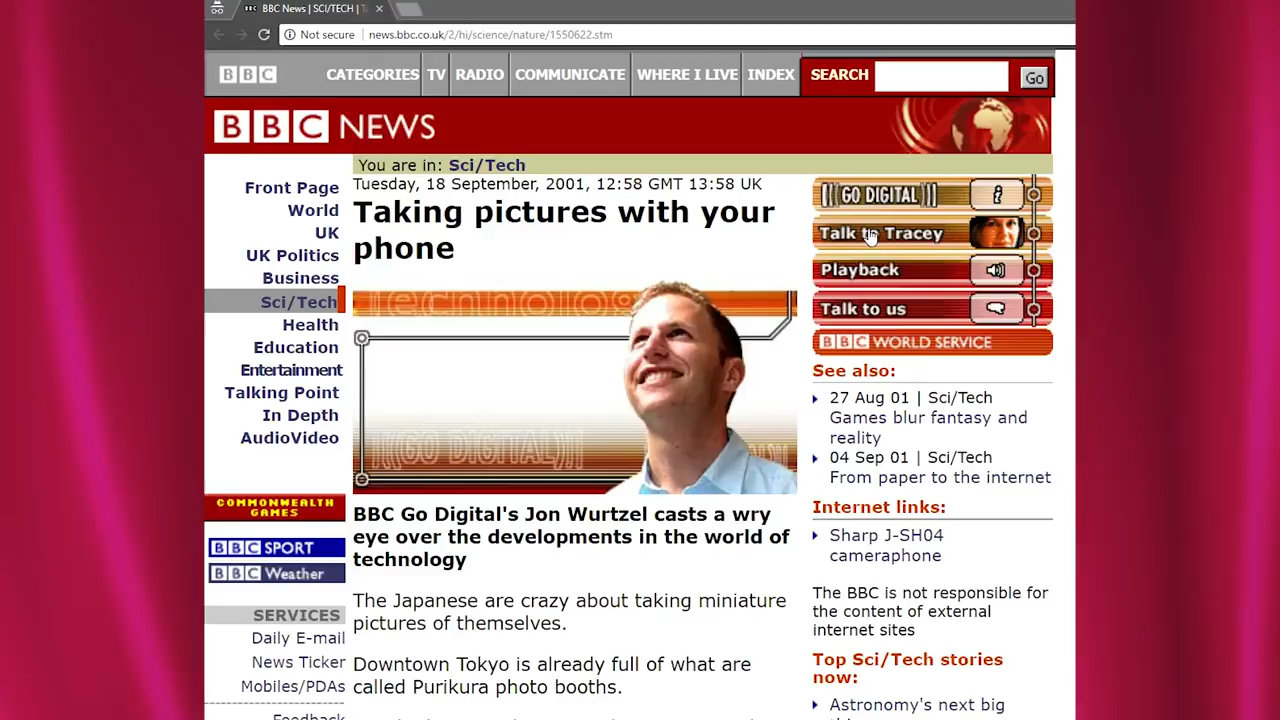 BBC News | SCI/TECH |
Not secure
news.bbc.co.uk/2/hi/science/nature/1550622.stm
BBC
CATEGORIES
TV
RADIO
COMMUNICATE
WHERE I LIVE
INDEX
SEARCH
Go
BBC NEWS
You are in: Sci/Tech
Front Page
World
UK
UK Politics
Business
Sci/Tech
Health
Education
Entertainment
Talking Point
In Depth
AudioVideo
COMMONWEALTH
GAMES
BBC SPORT
BBC Weather
SERVICES
Daily E-mail
News Ticker
Mobiles/PDAs
Feedback
Tuesday, 18 September, 2001, 12:58 GMT 13:58 UK
Taking pictures with your
phone
GO DIGITAL
BBC Go Digital's Jon Wurtzel casts a wry
eye over the developments in the world of
technology
The Japanese are crazy about taking miniature
pictures of themselves.
Downtown Tokyo is already full of what are
called Purikura photo booths.
GO DIGITAL
Talk to Tracey
Playback
Talk to us
BBC WORLD SERVICE
See also:
27 Aug 01 | Sci/Tech
Games blur fantasy and
reality
04 Sep 01 | Sci/Tech
From paper to the internet
Internet links:
Sharp J-SH04
cameraphone
The BBC is not responsible for
the content of external
internet sites
Top Sci/Tech stories
now:
Astronomy's next big